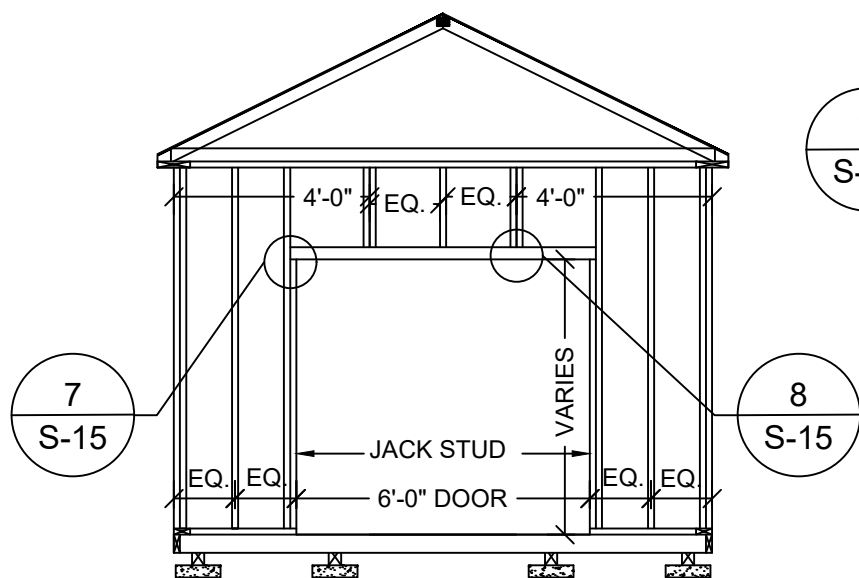 S-
4'-0" EQ. EQ. 4'-0"
7
S-15
VARIES
8
S-15
JACK STUD
EQ. EQ. 6'-0" DOOR EQ. EQ.